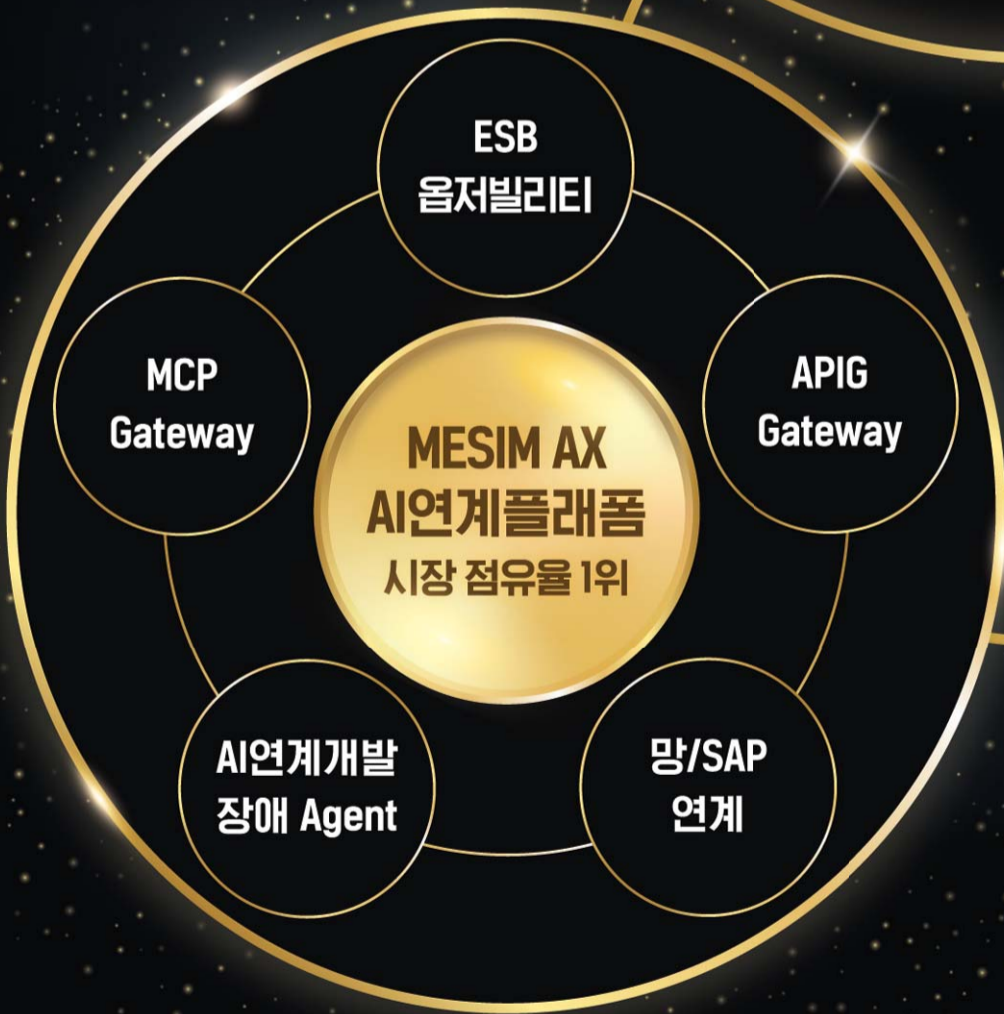 ESB
옵저빌리티
MCP
Gateway
APIG
Gateway
MESIM AX
AI연계플래폼
시장 점유율 1위
AI연계개발
장애 Agent
망/SAP
연계